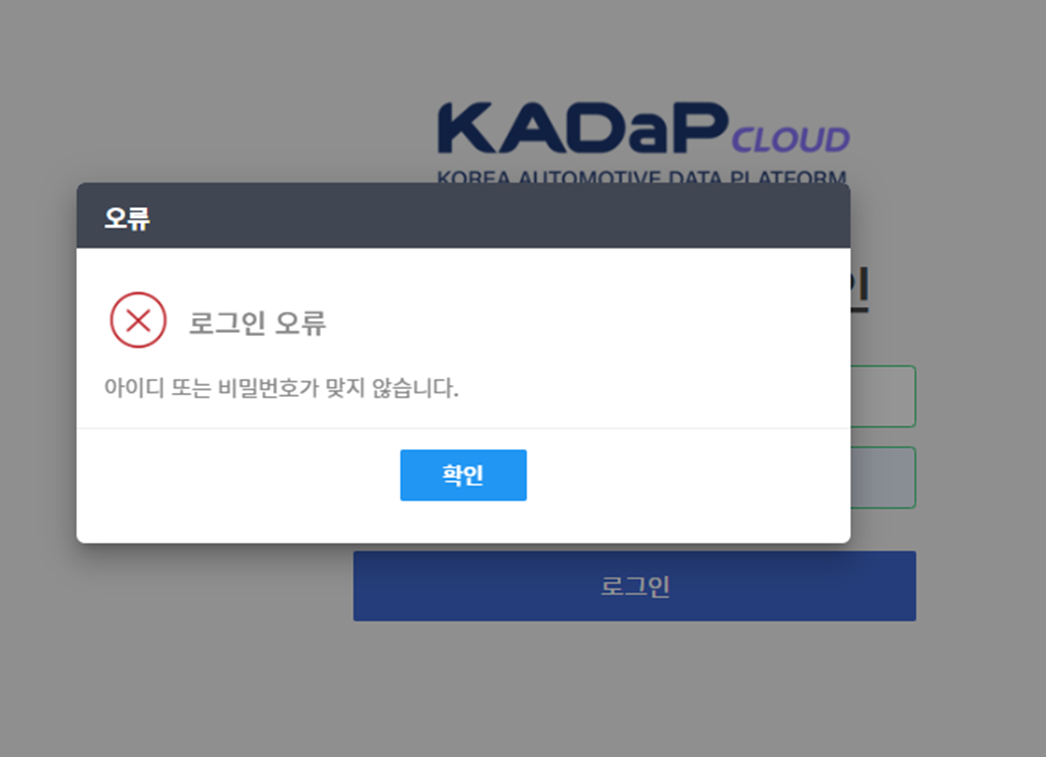 KADaP CLOUD
KOREA AUTOMOTIVE DATA PLATFORM
오류
로그인 오류
아이디 또는 비밀번호가 맞지 않습니다.
확인
로그인